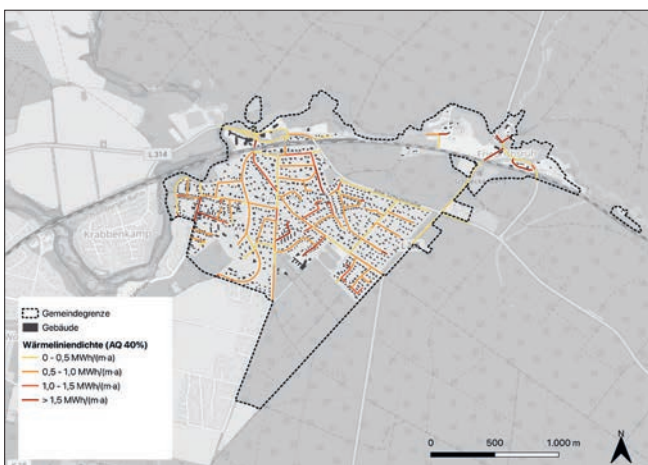 L 314
Krabbenkamp
Gemeindegrenze
Gebäude
Wärmeliniendichte (AQ 40%)
0 - 0,5 MWh/(m·a)
0,5 - 1,0 MWh/(m·a)
1,0 - 1,5 MWh/(m·a)
> 1,5 MWh/(m·a)
N
0 500 1.000 m